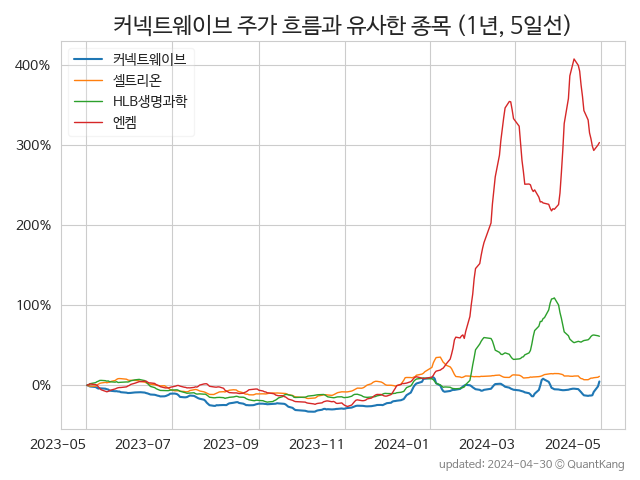 커넥트웨이브 주가 흐름과 유사한 종목 (1년, 5일선)
커넥트웨이브
셀트리온
HLB생명과학
엔켐
400%
300%
200%
100%
0%
2023-05 2023-07 2023-09 2023-11 2024-01 2024-03 2024-05
updated: 2024-04-30 © QuantKang